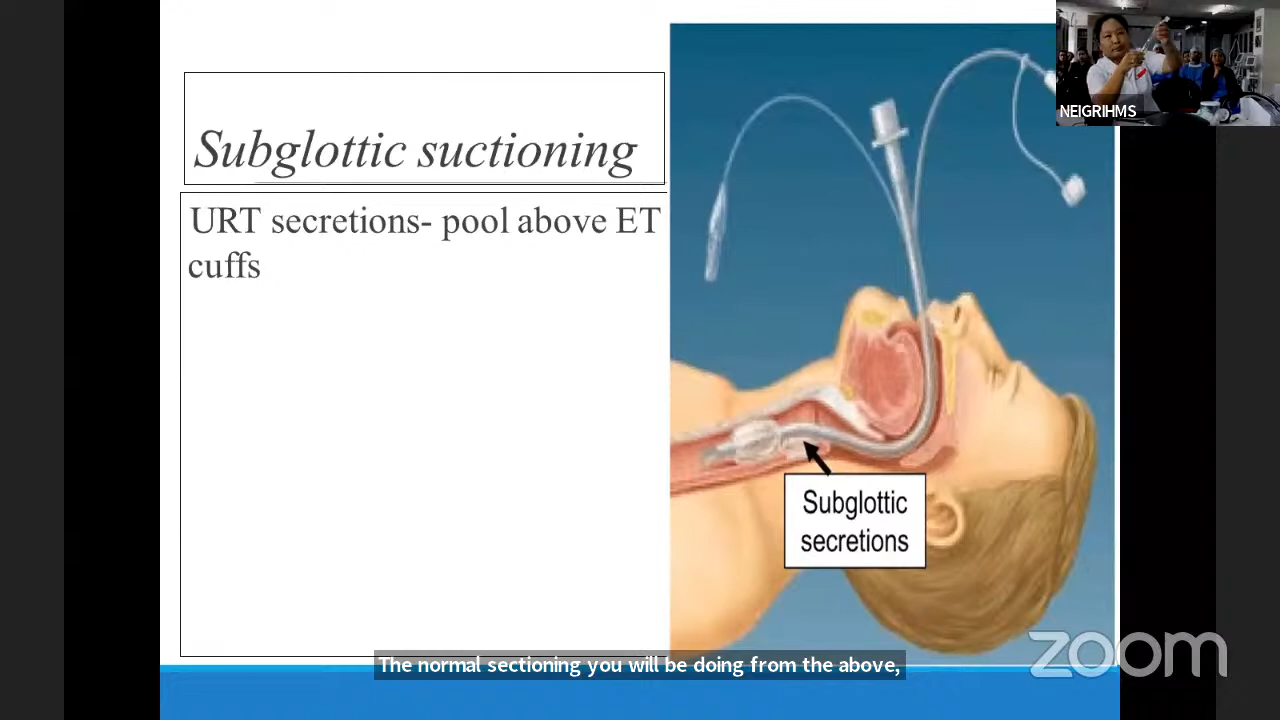 Subglottic suctioning
URT secretions- pool above ET
cuffs
Subglottic
secretions
NEIGRIHMS
The normal sectioning you will be doing from the above,
zoom